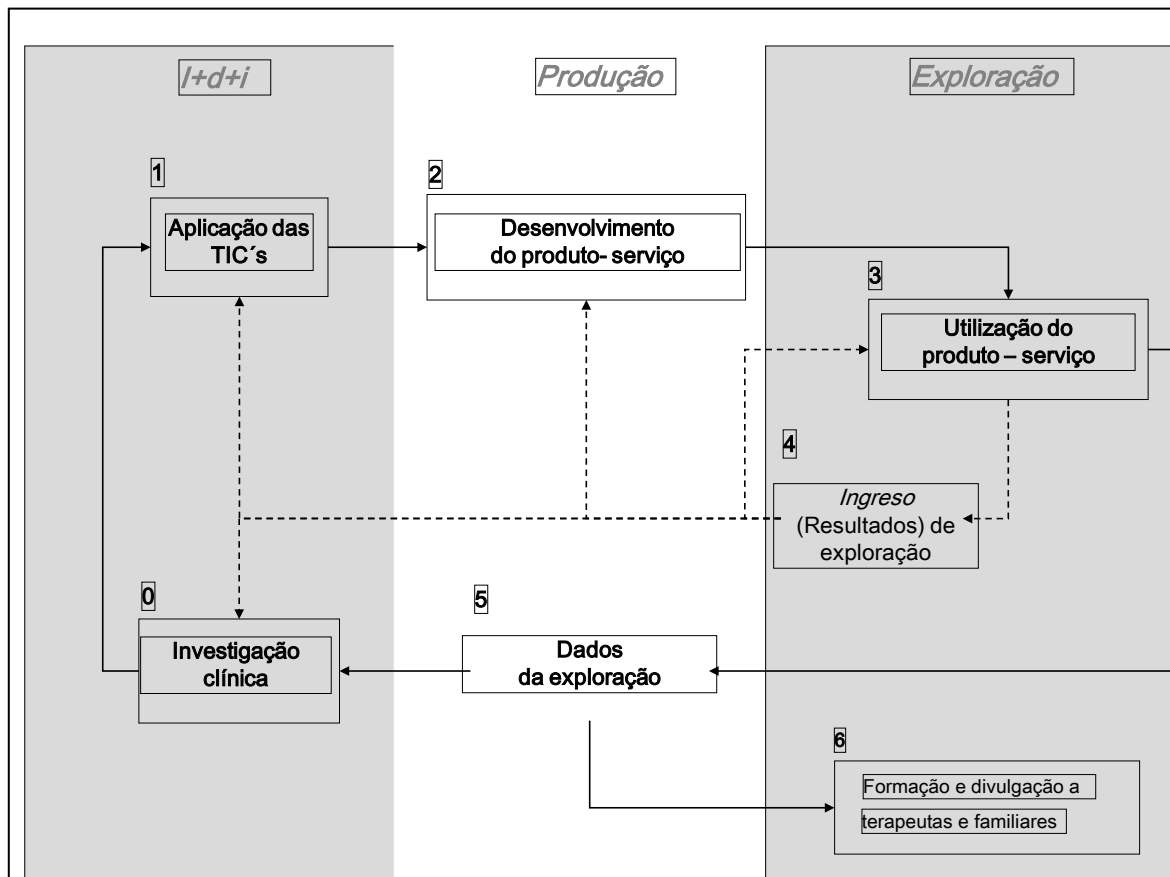 I+d+i
Produção
Exploração
1
Aplicação das
TIC´s
2
Desenvolvimento
do produto- serviço
3
Utilização do
produto – serviço
4
Ingreso
(Resultados) de
exploração
0
Investigação
clínica
5
Dados
da exploração
6
Formação e divulgação a
terapeutas e familiares